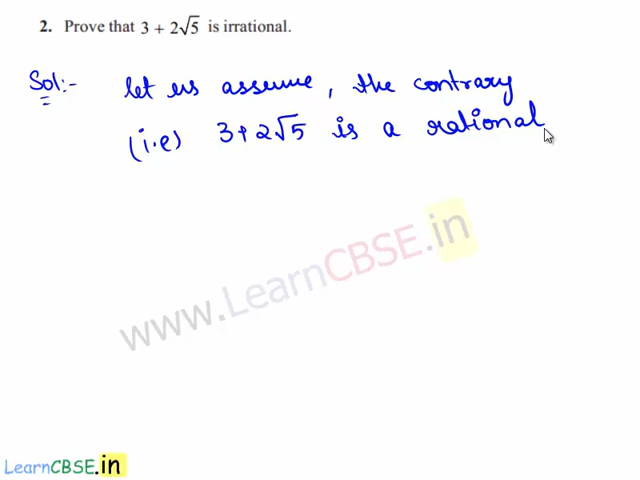 2. Prove that 3 + 2√5 is irrational.
Sol:- let us assume, the contrary
(i.e) 3+2√5 is a rational
www.LearnCBSE.in
LearnCBSE.in